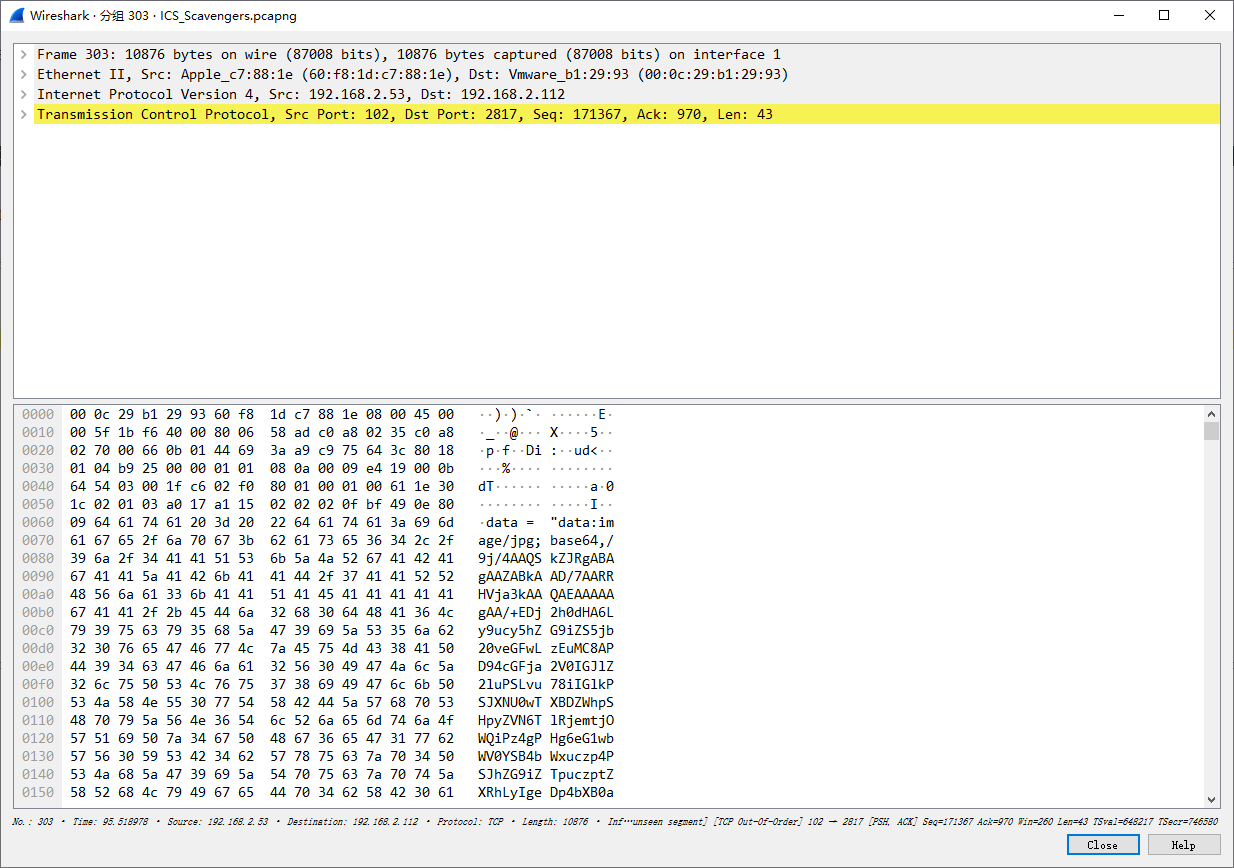 Wireshark · 分组 303 · ICS_Scavengers.pcapng
Frame 303: 10876 bytes on wire (87008 bits), 10876 bytes captured (87008 bits) on interface 1
Ethernet II, Src: Apple_c7:88:1e (60:f8:1d:c7:88:1e), Dst: Vmware_b1:29:93 (00:0c:29:b1:29:93)
Internet Protocol Version 4, Src: 192.168.2.53, Dst: 192.168.2.112
Transmission Control Protocol, Src Port: 102, Dst Port: 2817, Seq: 171367, Ack: 970, Len: 43
0000 00 0c 29 b1 29 93 60 f8 1d c7 88 1e 08 00 45 00 ··)·)·`· ······E·
0010 00 5f 1b f6 40 00 80 06 58 ad c0 a8 02 35 c0 a8 ·_··@··· X····5··
0020 02 70 00 66 0b 01 44 69 3a a9 c9 75 64 3c 80 18 ·p·f··Di :··ud<··
0030 01 04 b9 25 00 00 01 01 08 0a 00 09 e4 19 00 0b ···%···· ········
0040 64 54 03 00 1f c6 02 f0 80 01 00 01 00 61 1e 30 dT······ ·····a·0
0050 1c 02 01 03 a0 17 a1 15 02 02 02 0f bf 49 0e 80 ········ ·····I··
0060 09 64 61 74 61 20 3d 20 22 64 61 74 61 3a 69 6d ·data =  "data:im
0070 61 67 65 2f 6a 70 67 3b 62 61 73 65 36 34 2c 2f age/jpg; base64,/
0080 39 6a 2f 34 41 41 51 53 6b 5a 4a 52 67 41 42 41 9j/4AAQS kZJRgABA
0090 67 41 41 5a 41 42 6b 41 41 44 2f 37 41 41 52 52 gAAZABkA AD/7AARR
00a0 48 56 6a 61 33 6b 41 41 51 41 45 41 41 41 41 41 HVja3kAA QAEAAAAA
00b0 67 41 41 2f 2b 45 44 6a 32 68 30 64 48 41 36 4c gAA/+EDj 2h0dHA6L
00c0 79 39 75 63 79 35 68 5a 47 39 69 5a 53 35 6a 62 y9ucy5hZ G9iZS5jb
00d0 32 30 76 65 47 46 77 4c 7a 45 75 4d 43 38 41 50 20veGFwL zEuMC8AP
00e0 44 39 34 63 47 46 6a 61 32 56 30 49 47 4a 6c 5a D94cGFja 2V0IGJlZ
00f0 32 6c 75 50 53 4c 76 75 37 38 69 49 47 6c 6b 50 2luPSLvu 78iIGlkP
0100 53 4a 58 4e 55 30 77 54 58 42 44 5a 57 68 70 53 SJXNU0wT XBDZWhpS
0110 48 70 79 5a 56 4e 36 54 6c 52 6a 65 6d 74 6a 4f HpyZVN6T lRjemtjO
0120 57 51 69 50 7a 34 67 50 48 67 36 65 47 31 77 62 WQiPz4gP Hg6eG1wb
0130 57 56 30 59 53 42 34 62 57 78 75 63 7a 70 34 50 WV0YSB4b Wxuczp4P
0140 53 4a 68 5a 47 39 69 5a 54 70 75 63 7a 70 74 5a SJhZG9iZ TpuczptZ
0150 58 52 68 4c 79 49 67 65 44 70 34 62 58 42 30 61 XRhLyIge Dp4bXB0a
No.: 303 · Time: 95.518978 · Source: 192.168.2.53 · Destination: 192.168.2.112 · Protocol: TCP · Length: 10876 · Inf…unseen segment] [TCP Out-Of-Order] 102 → 2817 [PSH, ACK] Seq=171367 Ack=970 Win=260 Len=43 TSval=648217 TSecr=746580
Close Help